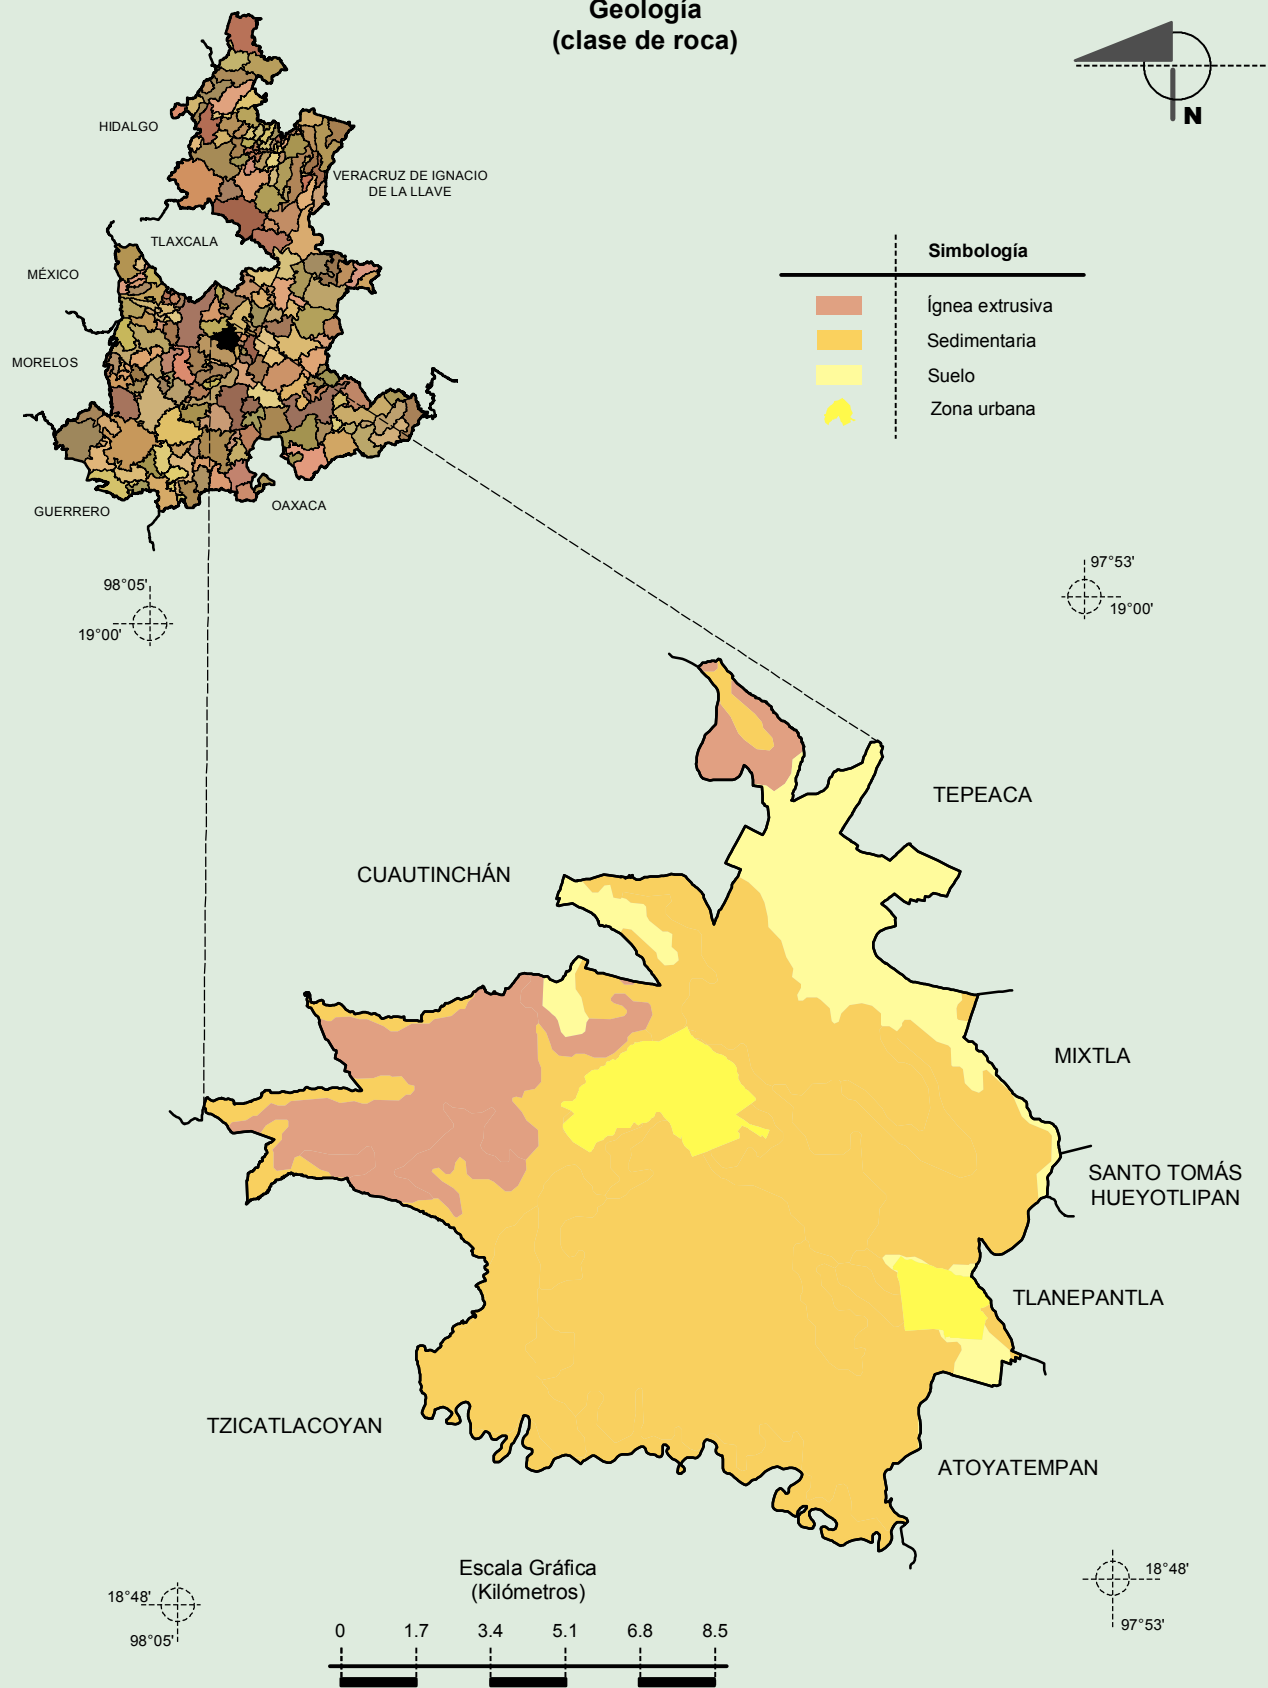 Geología
(clase de roca)
N
HIDALGO
VERACRUZ DE IGNACIO
DE LA LLAVE
TLAXCALA
MÉXICO
MORELOS
GUERRERO
OAXACA
Simbología
Ígnea extrusiva
Sedimentaria
Suelo
Zona urbana
98°05'
19°00'
97°53'
19°00'
TEPEACA
CUAUTINCHÁN
MIXTLA
SANTO TOMÁS
HUEYOTLIPAN
TLANEPANTLA
TZICATLACOYAN
ATOYATEMPAN
Escala Gráfica
(Kilómetros)
0 1.7 3.4 5.1 6.8 8.5
18°48'
98°05'
18°48'
97°53'